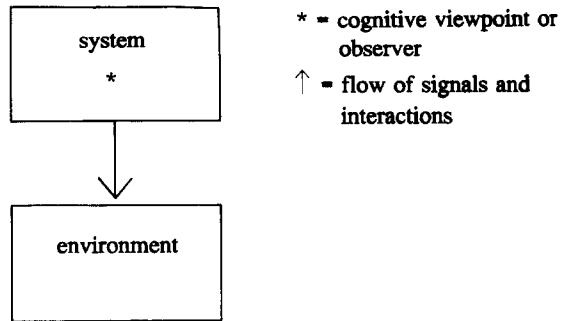 system
*
environment
* = cognitive viewpoint or
observer
↑ = flow of signals and
interactions